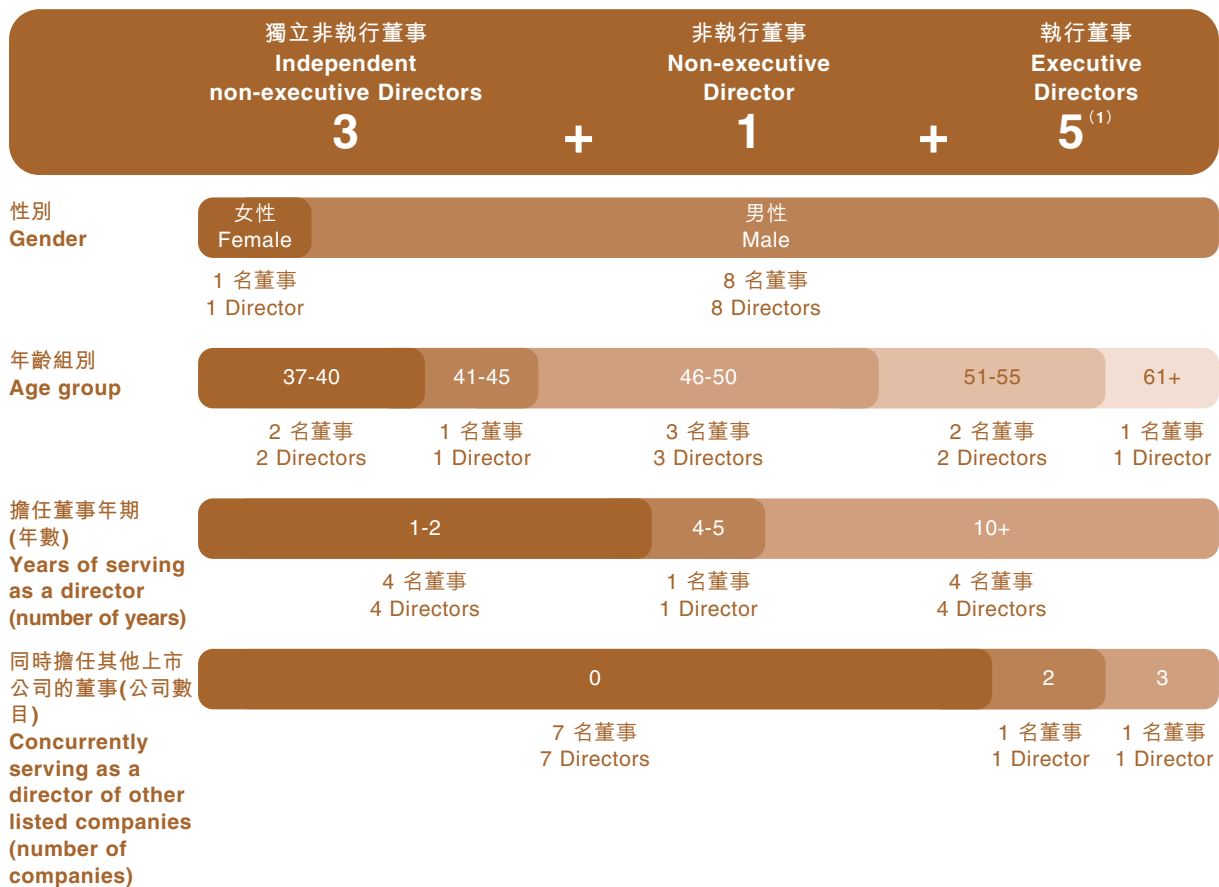 獨立非執行董事
Independent
non-executive Directors
3
+
非執行董事
Non-executive
Director
1
+
執行董事
Executive
Directors
5(1)
性別
Gender
女性
Female
男性
Male
1 名董事
1 Director
8 名董事
8 Directors
年齡組別
Age group
37-40
41-45
46-50
51-55
61+
2 名董事
2 Directors
1 名董事
1 Director
3 名董事
3 Directors
2 名董事
2 Directors
1 名董事
1 Director
擔任董事年期
(年數)
Years of serving
as a director
(number of years)
1-2
4-5
10+
4 名董事
4 Directors
1 名董事
1 Director
4 名董事
4 Directors
同時擔任其他上市
公司的董事(公司數
目)
Concurrently
serving as a
director of other
listed companies
(number of
companies)
0
2
3
7 名董事
7 Directors
1 名董事
1 Director
1 名董事
1 Director